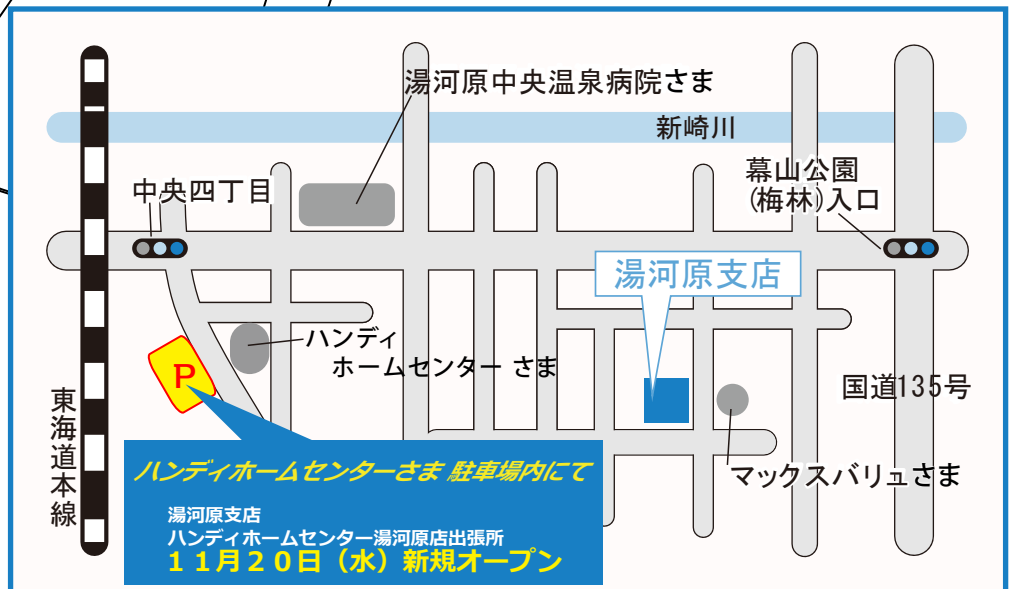 湯河原中央温泉病院さま
新崎川
中央四丁目
幕山公園
(梅林)入口
湯河原支店
ハンディ
ホームセンター さま
P
国道135号
東海道本線
マックスバリュさま
ハンディホームセンターさま 駐車場内にて
湯河原支店
ハンディホームセンター湯河原店出張所
11月20日(水)新規オープン